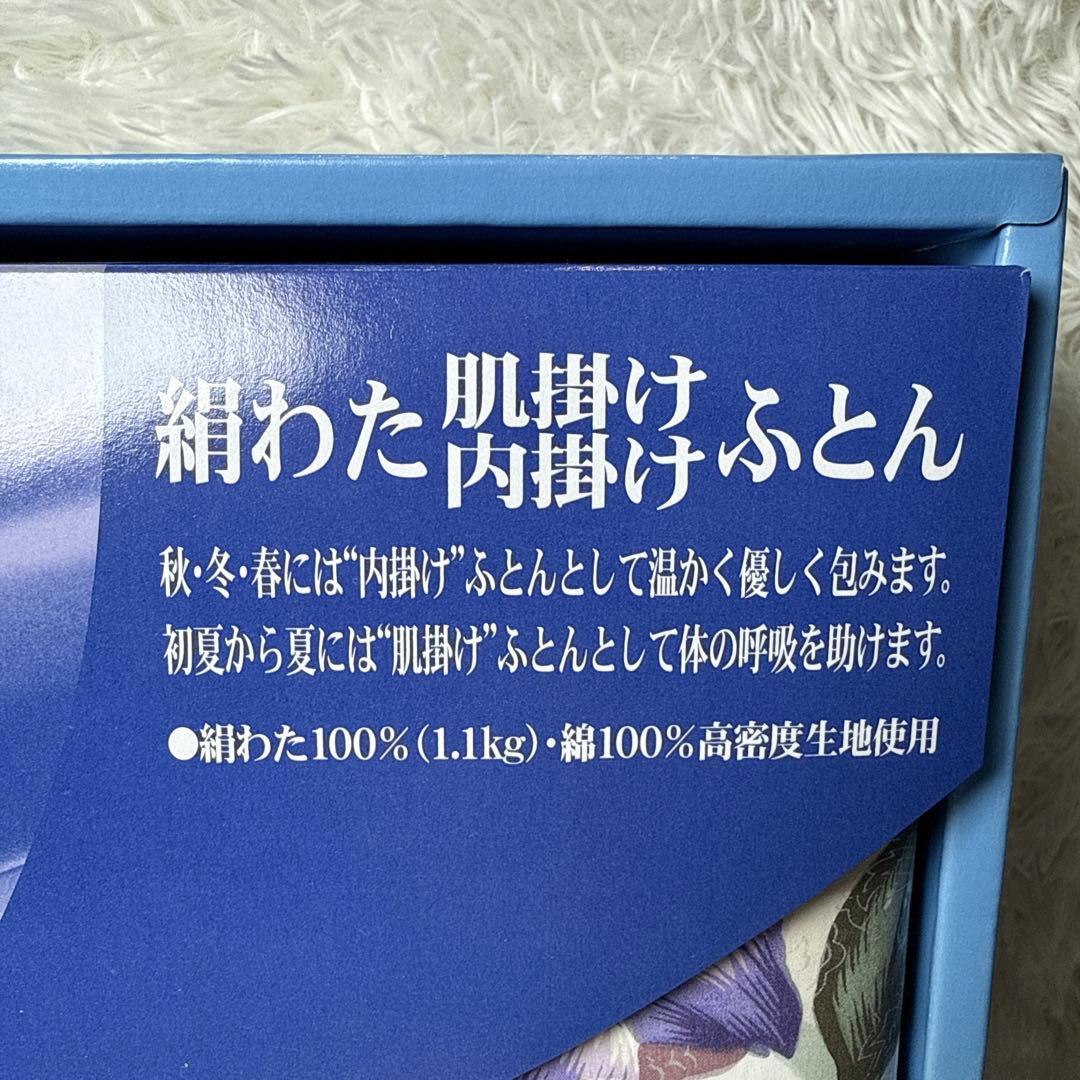 絹わた肌掛け内掛けふとん
秋・冬・春には“内掛け”ふとんとして温かく優しく包みます。
初夏から夏には“肌掛け”ふとんとして体の呼吸を助けます。
●絹わた100%(1.1kg)・綿100%高密度生地使用